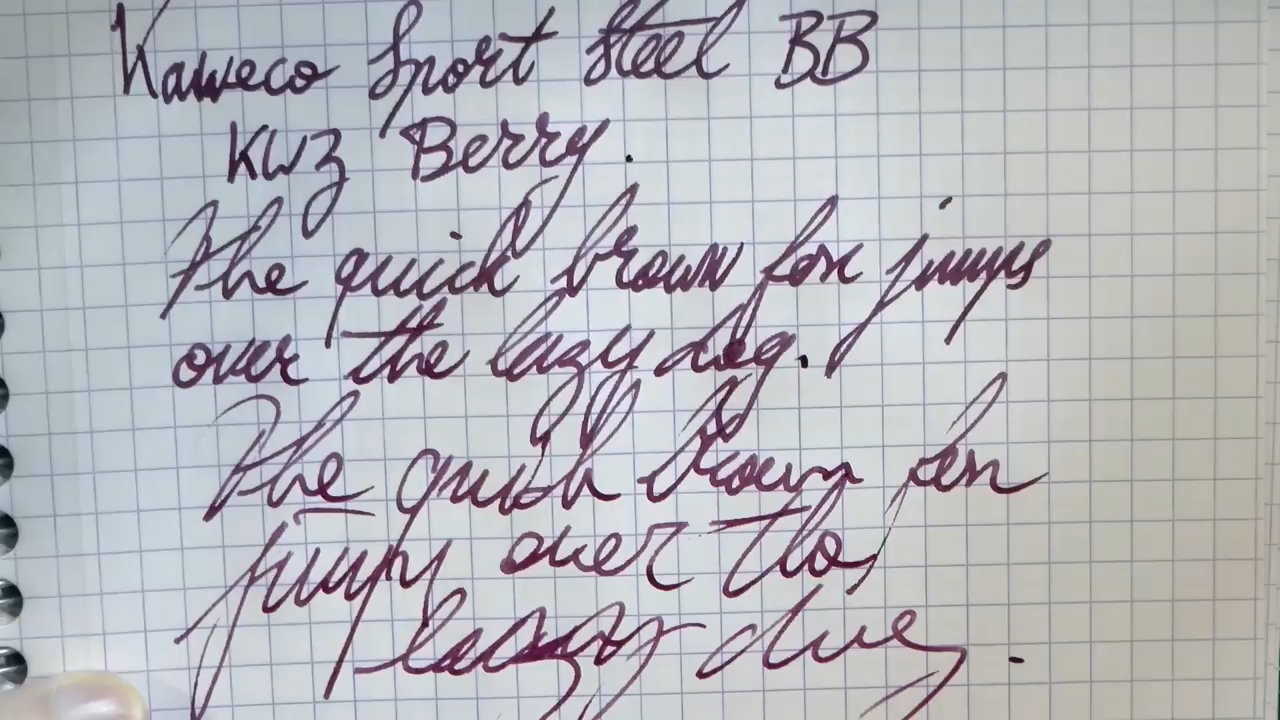 Kaweco Sport Steel BB
KWZ Berry.
The quick brown fox jumps
over the lazy dog.
The quick brown fox
jumps over the
lazy dog.